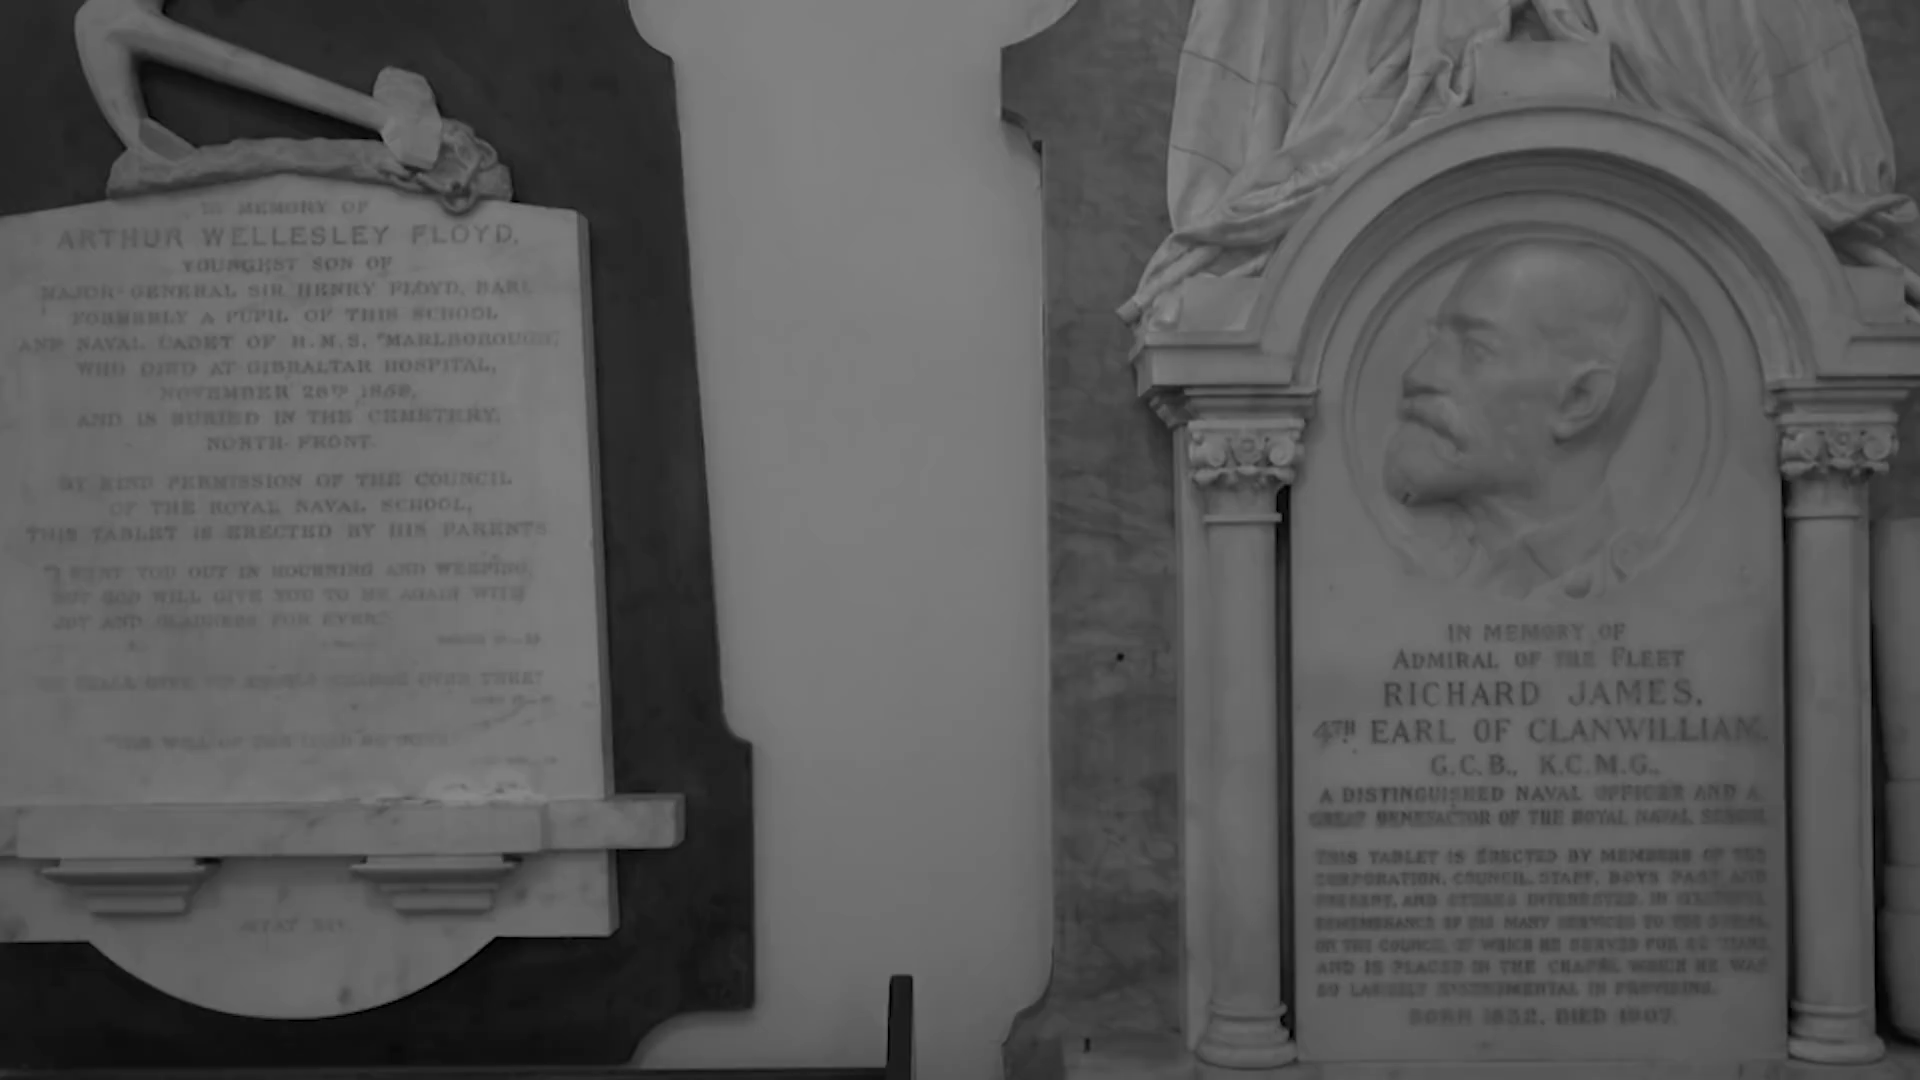 IN MEMORY OF
ARTHUR WELLESLEY FLOYD,
YOUNGEST SON OF
MAJOR-GENERAL SIR HENRY FLOYD, BART
FORMERLY A PUPIL OF THIS SCHOOL
AND NAVAL CADET OF H.M.S. "MARLBOROUGH,"
WHO DIED AT GIBRALTAR HOSPITAL,
NOVEMBER
AND IS BURIED IN THE CEMETERY,
NORTH-FRONT.
BY KIND PERMISSION OF THE COUNCIL
OF THE ROYAL NAVAL SCHOOL,
THIS TABLET IS ERECTED BY HIS PARENTS
"I SENT YOU OUT IN MOURNING AND WEEPING,
BUT GOD WILL GIVE YOU TO ME AGAIN WITH
JOY AND GLADNESS FOR EVER."
IN MEMORY OF
ADMIRAL OF THE FLEET
RICHARD JAMES,
4TH EARL OF CLANWILLIAM,
G.C.B., K.C.M.G.,
A DISTINGUISHED NAVAL OFFICER AND A
GREAT BENEFACTOR OF THE ROYAL NAVAL SCHOOL
THIS TABLET IS ERECTED BY MEMBERS OF THE
CORPORATION, COUNCIL, STAFF, BOYS PAST AND
PRESENT, AND OTHERS INTERESTED, IN GRATEFUL
REMEMBRANCE OF HIS MANY SERVICES TO THE SCHOOL,
ON THE COUNCIL OF WHICH HE SERVED FOR YEARS,
AND IS PLACED IN THE CHAPEL WHICH HE WAS
SO LARGELY INSTRUMENTAL IN PROVIDING.
BORN 1832, DIED 1907.